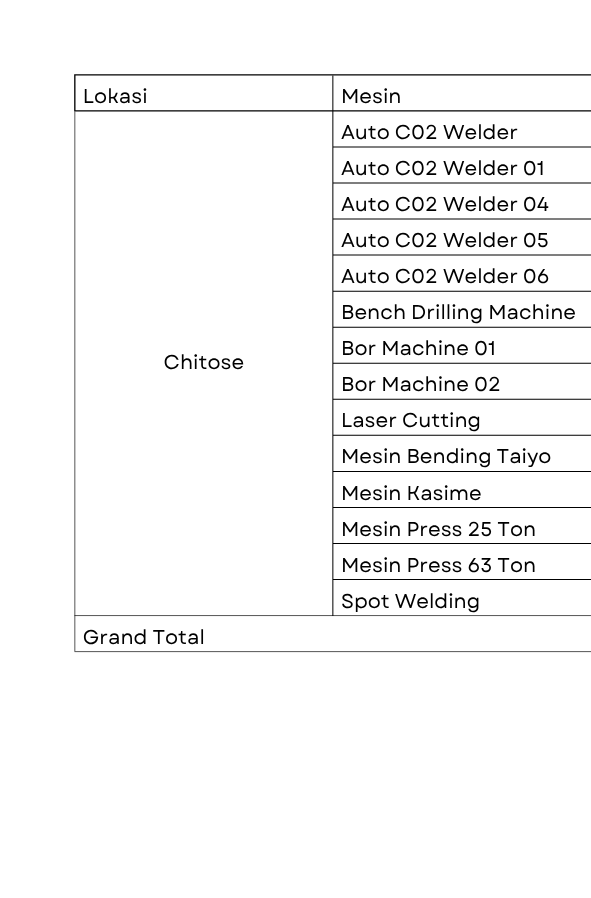 Lokasi Mesin
Auto C02 Welder
Auto C02 Welder 01
Auto C02 Welder 04
Auto C02 Welder 05
Auto C02 Welder 06
Bench Drilling Machine
Bor Machine 01
Chitose
Bor Machine 02
Laser Cutting
Mesin Bending Taiyo
Mesin Kasime
Mesin Press 25 Ton
Mesin Press 63 Ton
Spot Welding
Grand Total